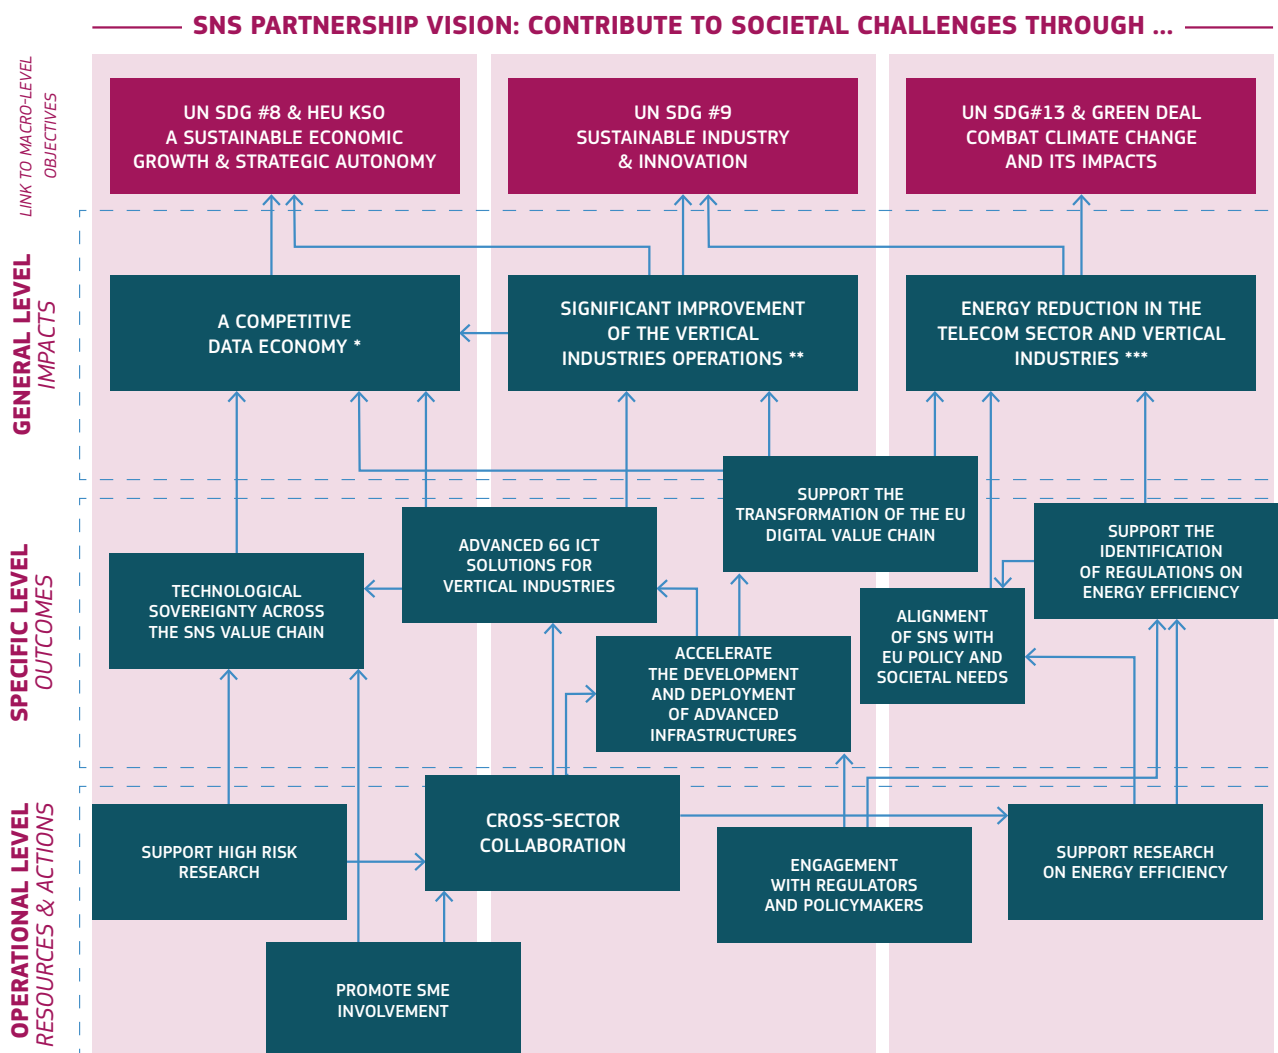 SNS PARTNERSHIP VISION: CONTRIBUTE TO SOCIETAL CHALLENGES THROUGH ...
LINK TO MACRO-LEVEL
OBJECTIVES
UN SDG #8 & HEU KSO
A SUSTAINABLE ECONOMIC
GROWTH & STRATEGIC AUTONOMY
UN SDG #9
SUSTAINABLE INDUSTRY
& INNOVATION
UN SDG#13 & GREEN DEAL
COMBAT CLIMATE CHANGE
AND ITS IMPACTS
GENERAL LEVEL
IMPACTS
A COMPETITIVE
DATA ECONOMY *
SIGNIFICANT IMPROVEMENT
OF THE VERTICAL
INDUSTRIES OPERATIONS **
ENERGY REDUCTION IN THE
TELECOM SECTOR AND VERTICAL
INDUSTRIES ***
SPECIFIC LEVEL
OUTCOMES
SUPPORT THE
TRANSFORMATION OF THE EU
DIGITAL VALUE CHAIN
ADVANCED 6G ICT
SOLUTIONS FOR
VERTICAL INDUSTRIES
SUPPORT THE
IDENTIFICATION
OF REGULATIONS ON
ENERGY EFFICIENCY
TECHNOLOGICAL
SOVEREIGNTY ACROSS
THE SNS VALUE CHAIN
ALIGNMENT
OF SNS WITH
EU POLICY AND
SOCIETAL NEEDS
ACCELERATE
THE DEVELOPMENT
AND DEPLOYMENT
OF ADVANCED
INFRASTRUCTURES
OPERATIONAL LEVEL
RESOURCES & ACTIONS
CROSS-SECTOR
COLLABORATION
SUPPORT HIGH RISK
RESEARCH
ENGAGEMENT
WITH REGULATORS
AND POLICYMAKERS
SUPPORT RESEARCH
ON ENERGY EFFICIENCY
PROMOTE SME
INVOLVEMENT